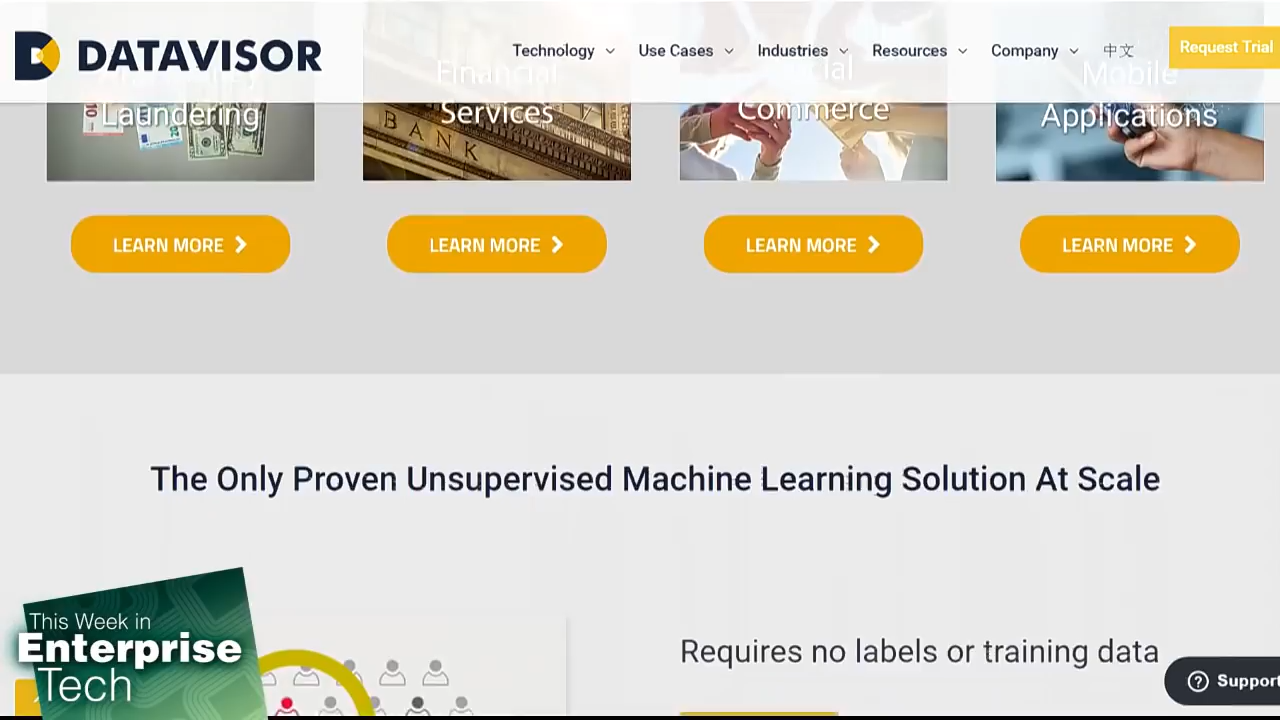 DATAVISOR
Technology
Use Cases
Industries
Resources
Company
中文
Request Trial
Laundering
Financial
Services
Commerce
Mobile
Applications
BANK
LEARN MORE
LEARN MORE
LEARN MORE
LEARN MORE
The Only Proven Unsupervised Machine Learning Solution At Scale
Requires no labels or training data
This Week in
Enterprise
Tech
Support